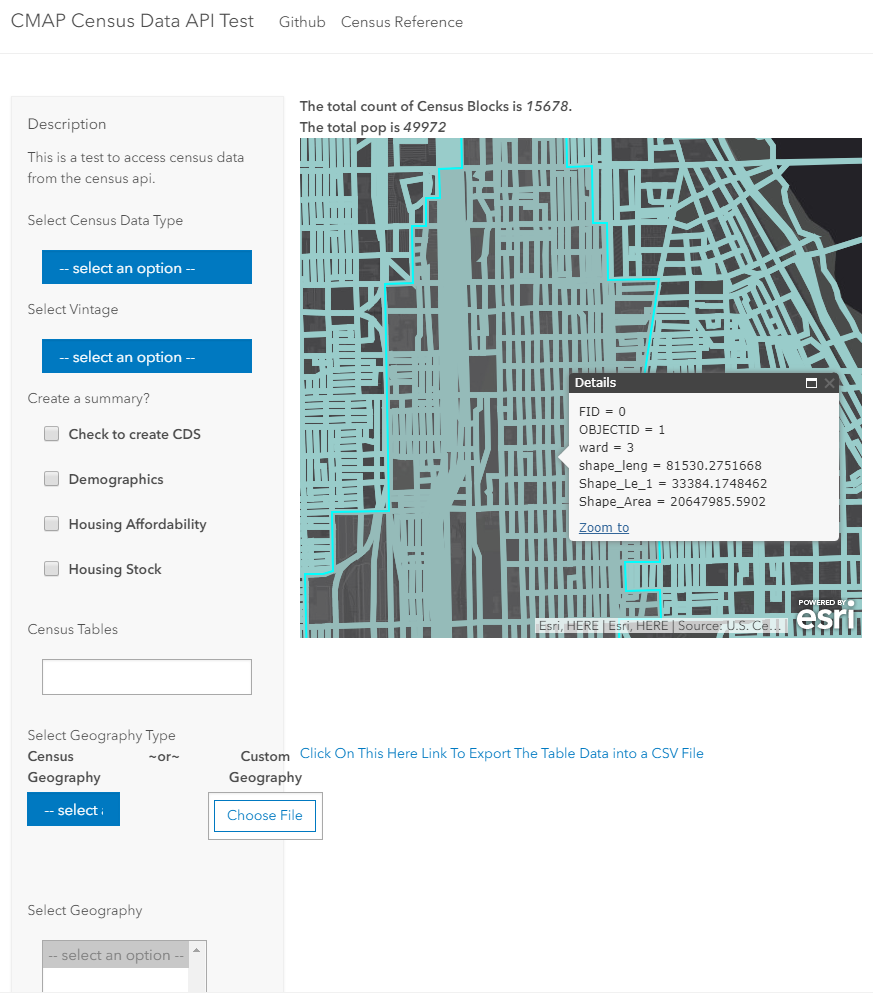 CMAP Census Data API Test Github Census Reference
Description
This is a test to access census data
from the census api.
Select Census Data Type
-- select an option --
Select Vintage
-- select an option --
Create a summary?
Check to create CDS
Demographics
Housing Affordability
Housing Stock
Census Tables
Select Geography Type
Census ~or~ Custom
Geography Geography
-- select a
Choose File
Select Geography
-- select an option --
The total count of Census Blocks is 15678.
The total pop is 49972
Details
FID = 0
OBJECTID = 1
ward = 3
shape_leng = 81530.2751668
Shape_Le_1 = 33384.1748462
Shape_Area = 20647985.5902
Zoom to
POWERED BY
esri
Esri, HERE | Esri, HERE | Source: U.S. Ce...
Click On This Here Link To Export The Table Data into a CSV File